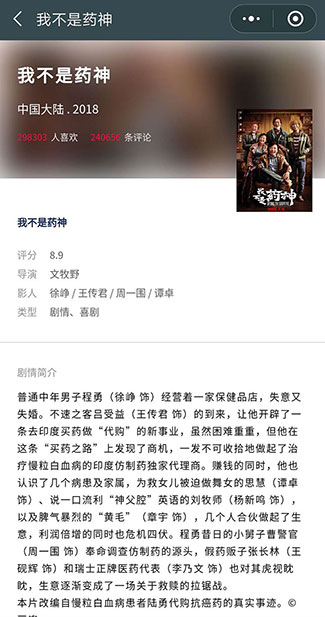 我不是药神
我不是药神
中国大陆 . 2018
298303 人喜欢 240656 条评论
我不是药神
我不是药神
评分 8.9
导演 文牧野
影人 徐峥 / 王传君 / 周一围 / 谭卓
类型 剧情、喜剧
剧情简介
普通中年男子程勇（徐峥 饰）经营着一家保健品店，失意又
失婚。不速之客吕受益（王传君 饰）的到来，让他开辟了一
条去印度买药做“代购”的新事业，虽然困难重重，但他在
这条“买药之路”上发现了商机，一发不可收拾地做起了治
疗慢粒白血病的印度仿制药独家代理商。赚钱的同时，他也
认识了几个病患及家属，为救女儿被迫做舞女的思慧（谭卓
饰）、说一口流利“神父腔”英语的刘牧师（杨新鸣 饰），
以及脾气暴烈的“黄毛”（章宇 饰），几个人合伙做起了生
意，利润倍增的同时也危机四伏。程勇昔日的小舅子曹警官
（周一围 饰）奉命调查仿制药的源头，假药贩子张长林（王
砚辉 饰）和瑞士正牌医药代表（李乃文 饰）也对其虎视眈
眈，生意逐渐变成了一场关于救赎的拉锯战。
本片改编自慢粒白血病患者陆勇代购抗癌药的真实事迹。©